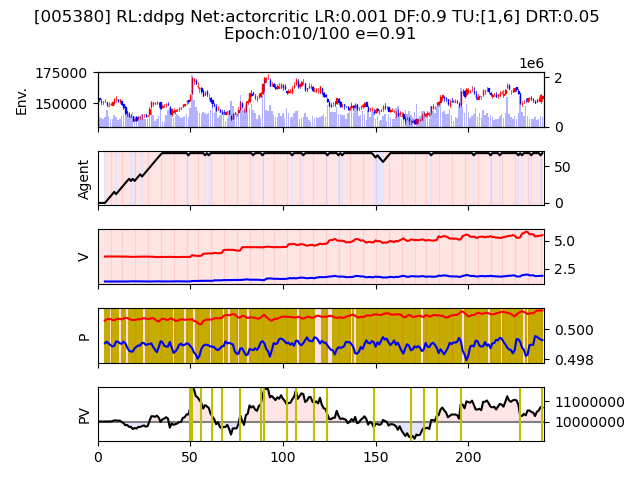 [005380] RL:ddpg Net:actorcritic LR:0.001 DF:0.9 TU:[1,6] DRT:0.05
Epoch:010/100 e=0.91
1e6
175000
150000
Env.
2
0
Agent
50
0
V
5.0
2.5
P
0.500
0.498
PV
11000000
10000000
0
50
100
150
200